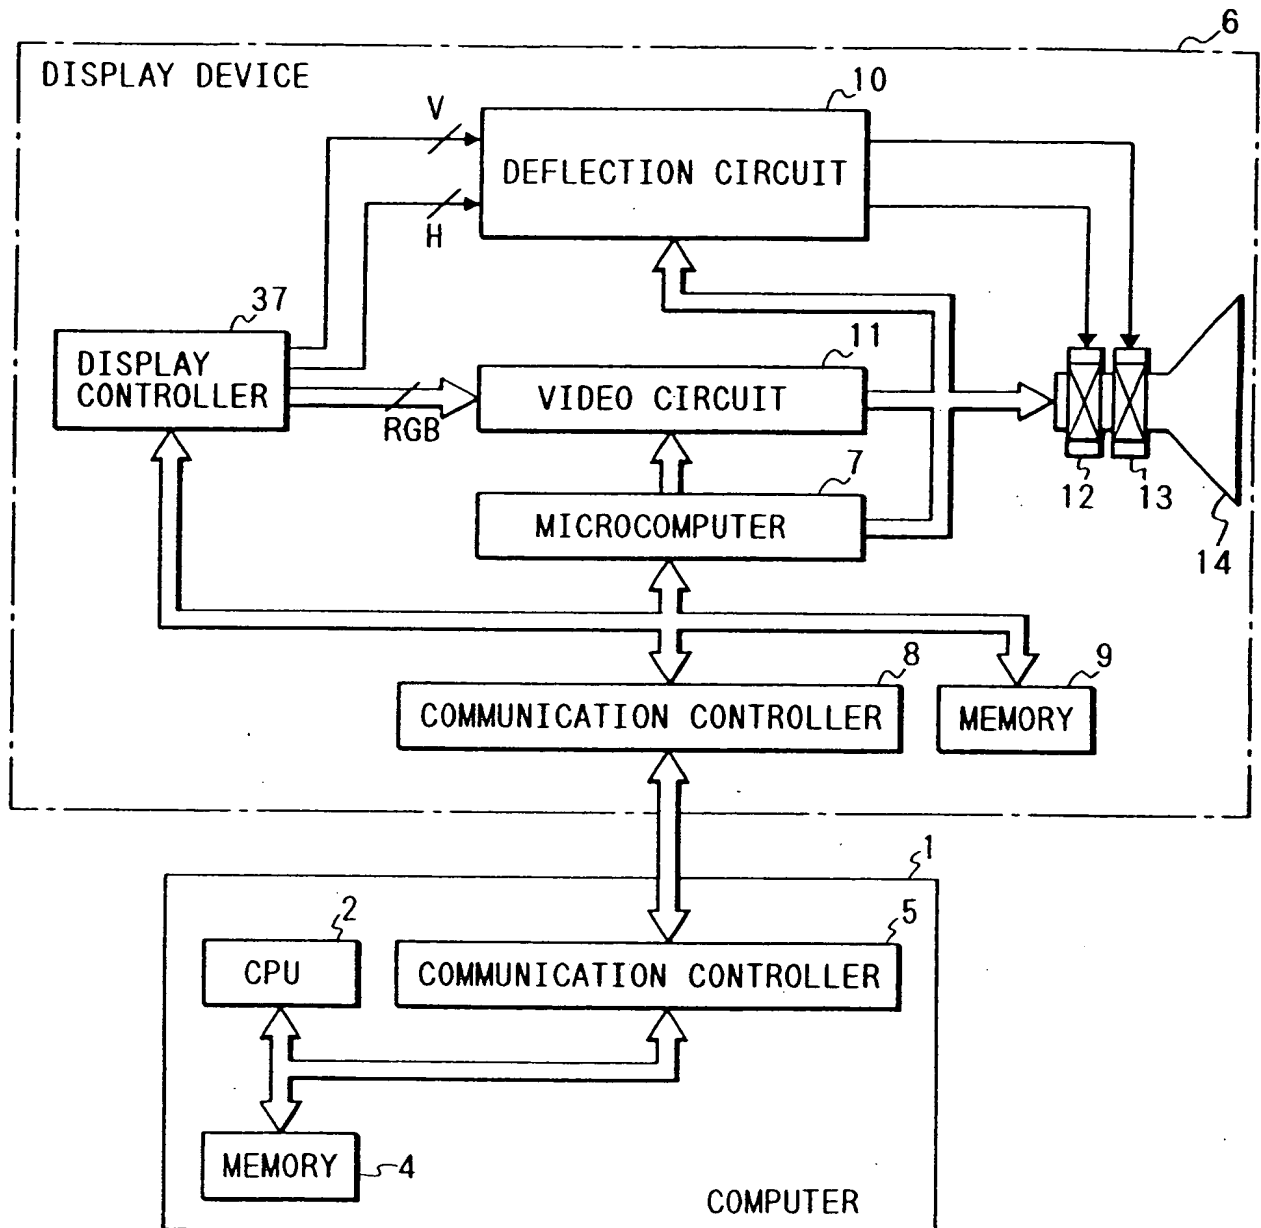 6
DISPLAY DEVICE
10
V
DEFLECTION CIRCUIT
H
37
11
DISPLAY
CONTROLLER
VIDEO CIRCUIT
RGB
12
13
7
14
MICROCOMPUTER
8
9
COMMUNICATION CONTROLLER
MEMORY
1
2
5
CPU
COMMUNICATION CONTROLLER
MEMORY
4
COMPUTER